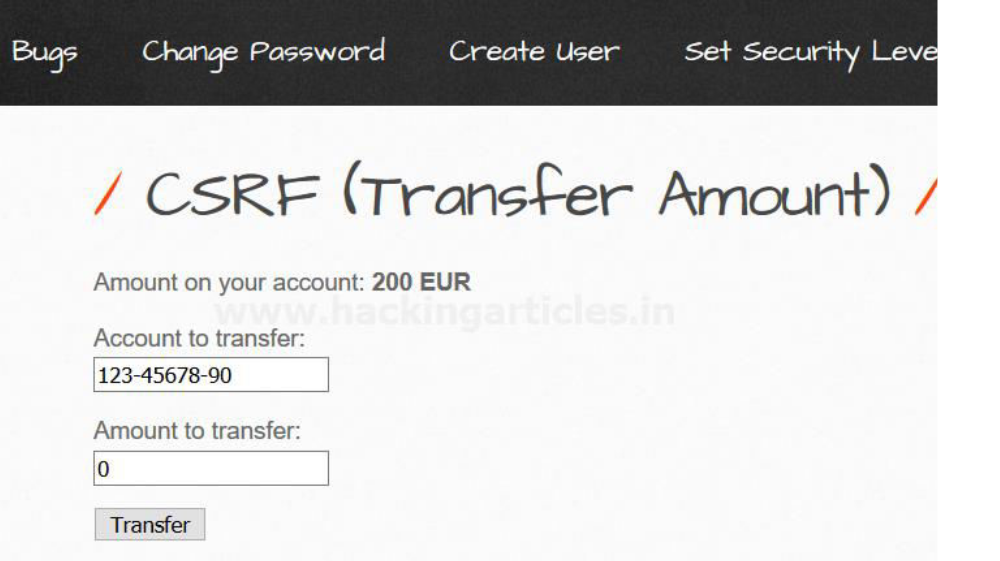 Bugs Change Password Create User Set Security Leve
/ CSRF (Transfer Amount) /
Amount on your account: 200 EUR
www.hackingarticles.in
Account to transfer:
123-45678-90
Amount to transfer:
0
Transfer